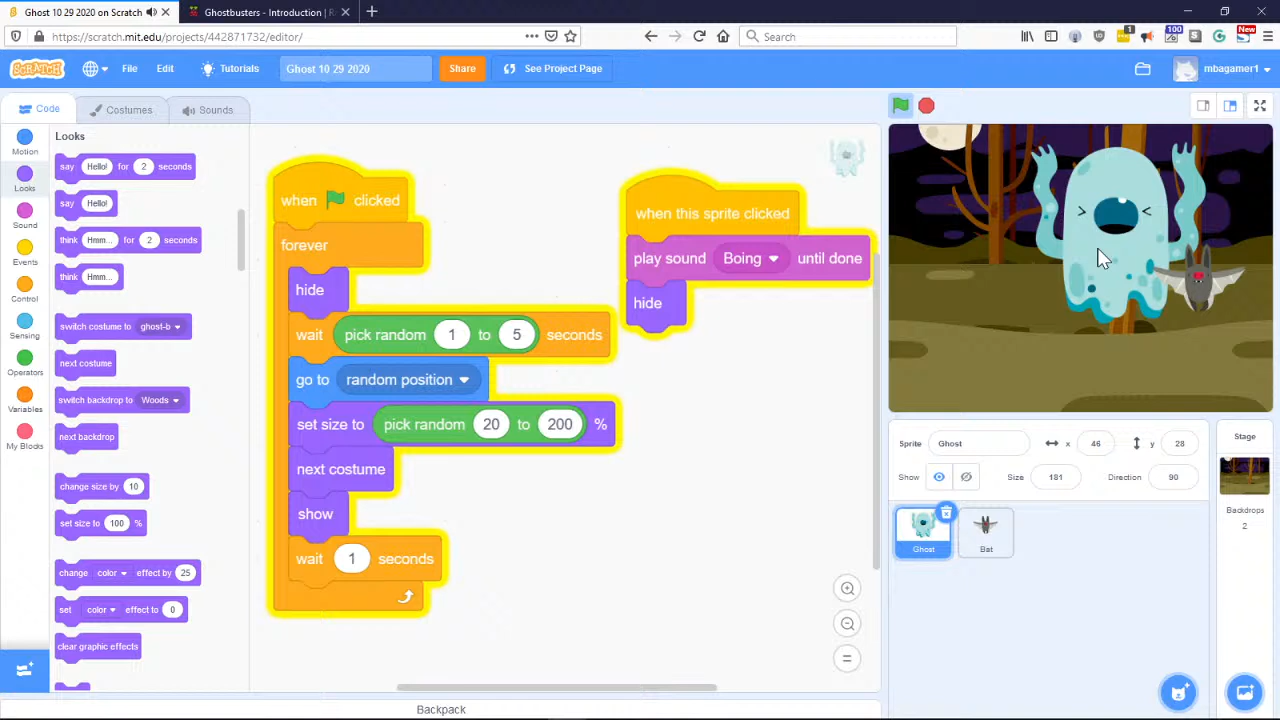 Ghost 10 29 2020 on Scratch
Ghostbusters - Introduction | R
https://scratch.mit.edu/projects/442871732/editor/
Search
1
100
New
SCRATCH
File
Edit
Tutorials
Ghost 10 29 2020
Share
See Project Page
mbagamer1
Code
Costumes
Sounds
Motion
Looks
Sound
Events
Control
Sensing
Operators
Variables
My Blocks
Looks
say Hello! for 2 seconds
say Hello!
think Hmm... for 2 seconds
think Hmm...
switch costume to ghost-b
next costume
switch backdrop to Woods
next backdrop
change size by 10
set size to 100 %
change color effect by 25
set color effect to 0
clear graphic effects
when clicked
forever
hide
wait pick random 1 to 5 seconds
go to random position
set size to pick random 20 to 200 %
next costume
show
wait 1 seconds
when this sprite clicked
play sound Boing until done
hide
Sprite Ghost x 46 y 28
Show Size 181 Direction 90
Ghost
Bat
Stage
Backdrops
2
Backpack